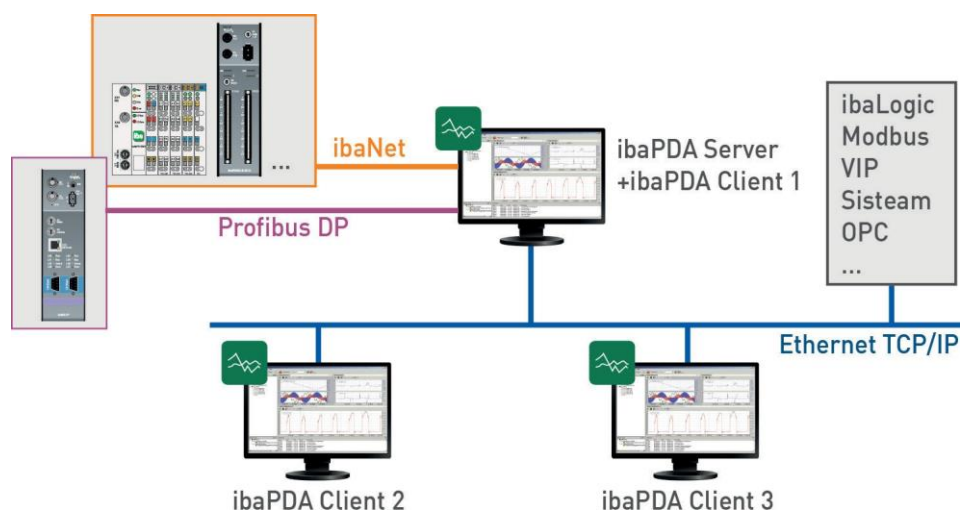 ibaNet
ibaPDA Server
+ibaPDA Client 1
Profibus DP
ibaLogic
Modbus
VIP
Sisteam
OPC
...
...
Ethernet TCP/IP
ibaPDA Client 2
ibaPDA Client 3